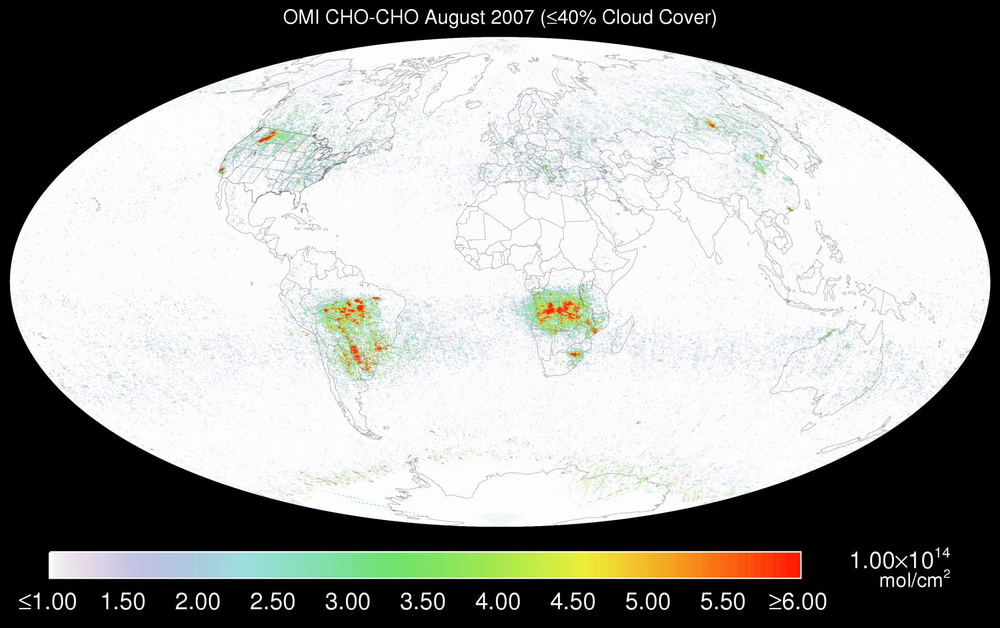 OMI CHO-CHO August 2007 (≤40% Cloud Cover)
1.00×10¹⁴
mol/cm²
≤1.00 1.50 2.00 2.50 3.00 3.50 4.00 4.50 5.00 5.50 ≥6.00